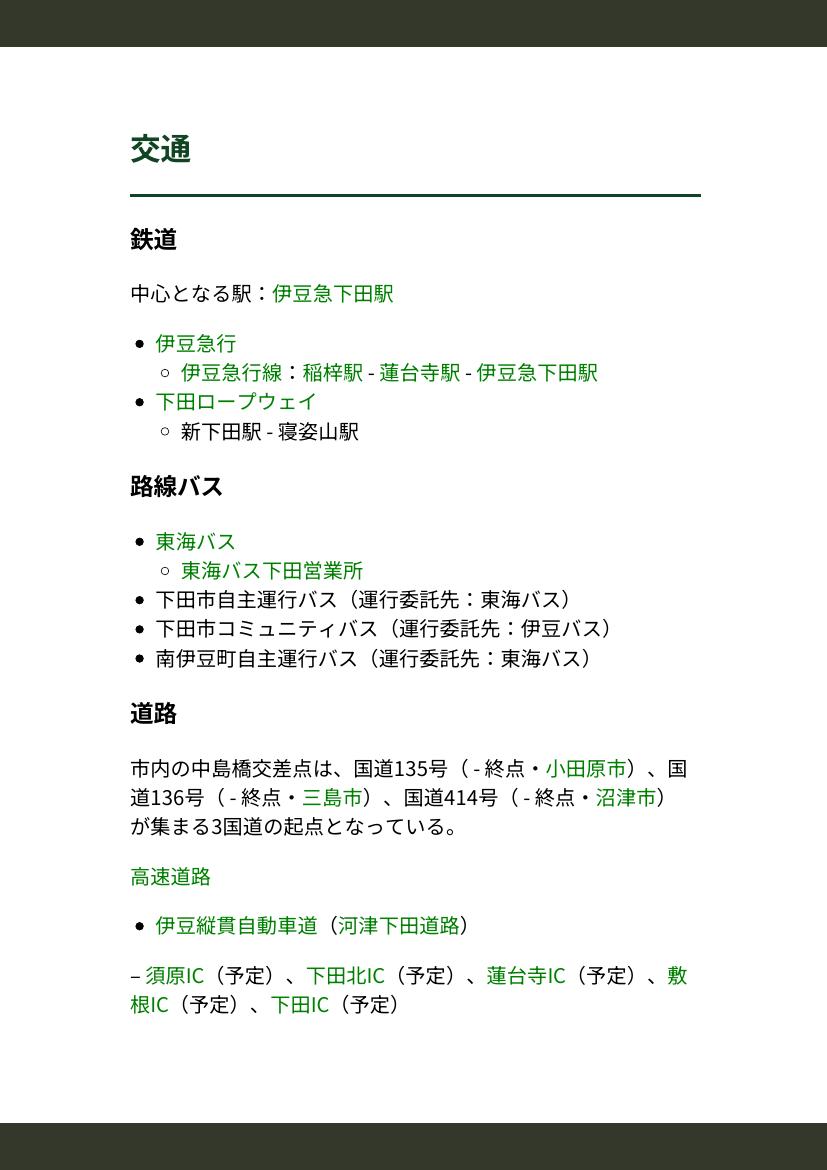 交通
鉄道
中心となる駅：伊豆急下田駅
伊豆急行
伊豆急行線：稲梓駅 - 蓮台寺駅 - 伊豆急下田駅
下田ロープウェイ
新下田駅 - 寝姿山駅
路線バス
東海バス
東海バス下田営業所
下田市自主運行バス（運行委託先：東海バス）
下田市コミュニティバス（運行委託先：伊豆バス）
南伊豆町自主運行バス（運行委託先：東海バス）
道路
市内の中島橋交差点は、国道135号（ - 終点・小田原市）、国
道136号（ - 終点・三島市）、国道414号（ - 終点・沼津市）
が集まる3国道の起点となっている。
高速道路
伊豆縦貫自動車道（河津下田道路）
– 須原IC（予定）、下田北IC（予定）、蓮台寺IC（予定）、敷
根IC（予定）、下田IC（予定）